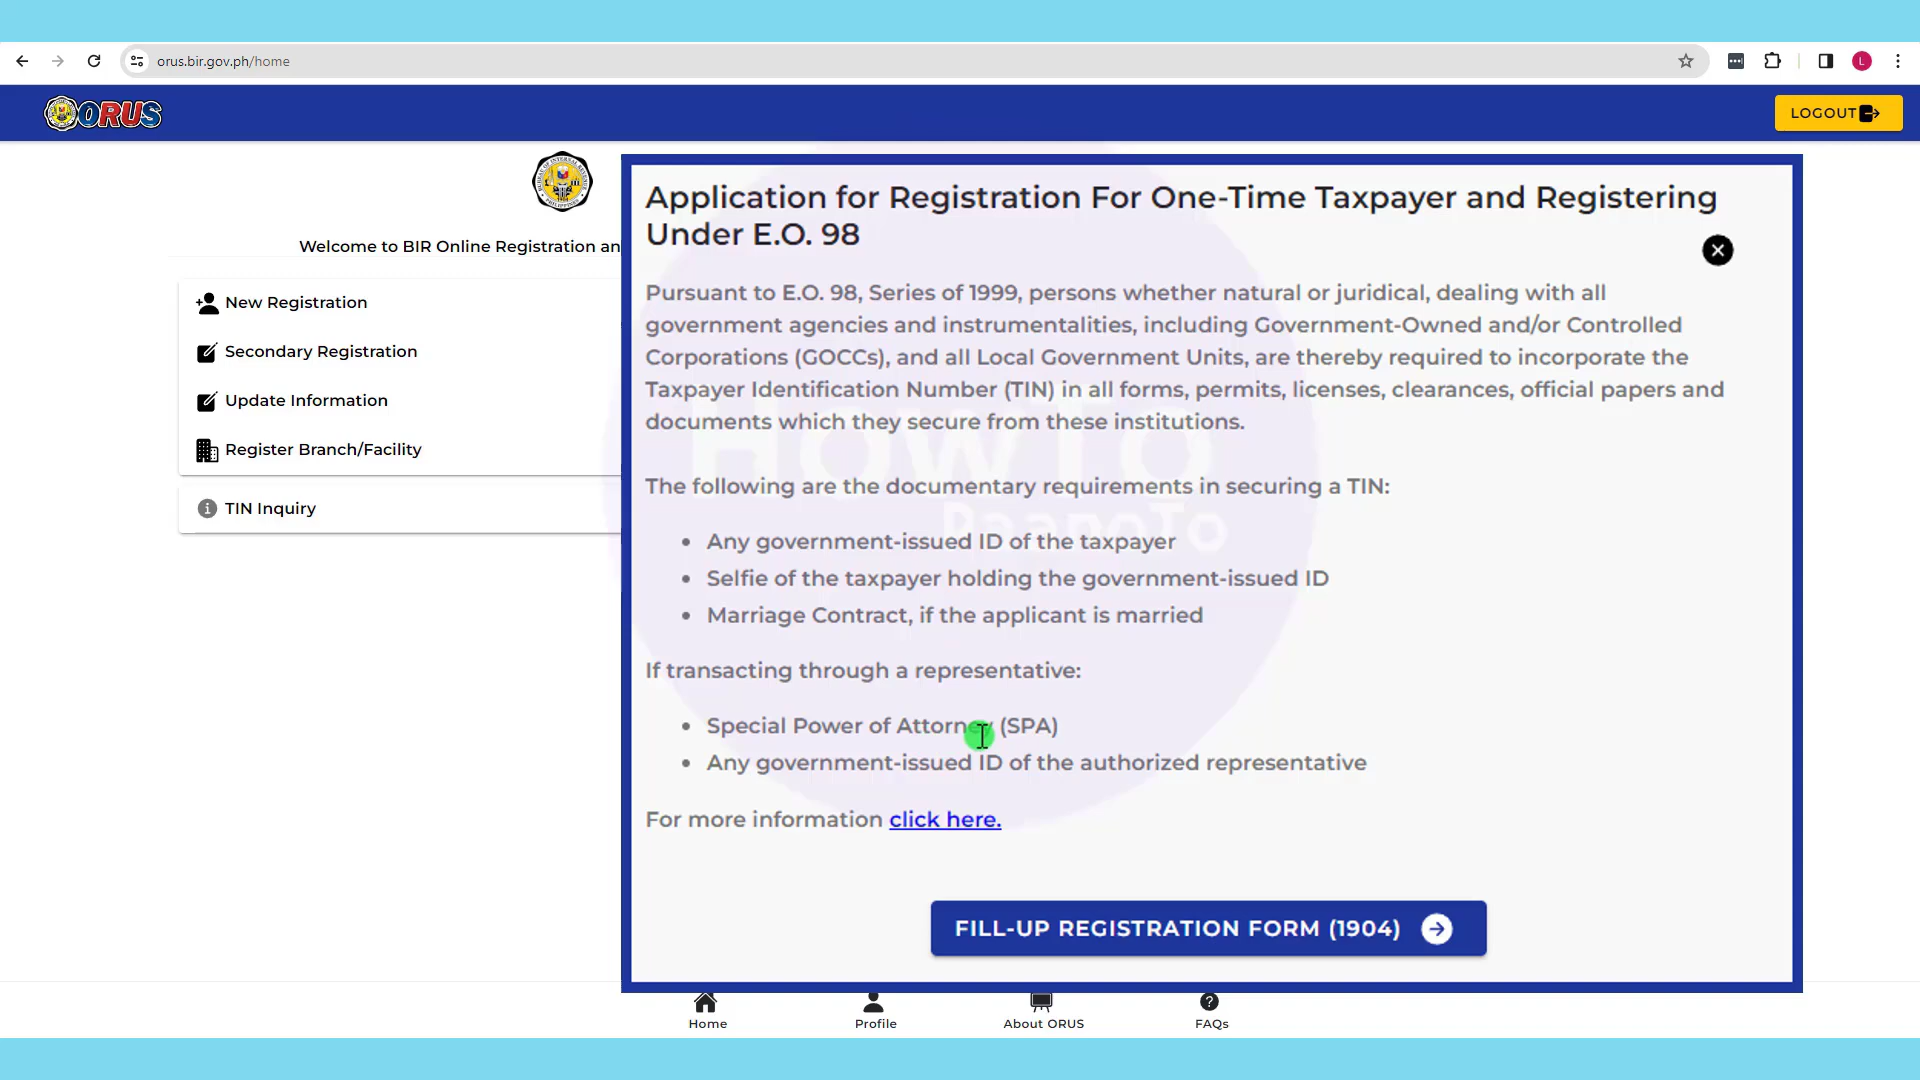 orus.bir.gov.ph/home
L
ORUS
LOGOUT
Welcome to BIR Online Registration an
New Registration
Secondary Registration
Update Information
Register Branch/Facility
TIN Inquiry
Application for Registration For One-Time Taxpayer and Registering
Under E.O. 98
Pursuant to E.O. 98, Series of 1999, persons whether natural or juridical, dealing with all
government agencies and instrumentalities, including Government-Owned and/or Controlled
Corporations (GOCCs), and all Local Government Units, are thereby required to incorporate the
Taxpayer Identification Number (TIN) in all forms, permits, licenses, clearances, official papers and
documents which they secure from these institutions.
HowTo
PaanoTo
The following are the documentary requirements in securing a TIN:
• Any government-issued ID of the taxpayer
• Selfie of the taxpayer holding the government-issued ID
• Marriage Contract, if the applicant is married
If transacting through a representative:
• Special Power of Attorney (SPA)
• Any government-issued ID of the authorized representative
For more information click here.
FILL-UP REGISTRATION FORM (1904)
Home
Profile
About ORUS
FAQs